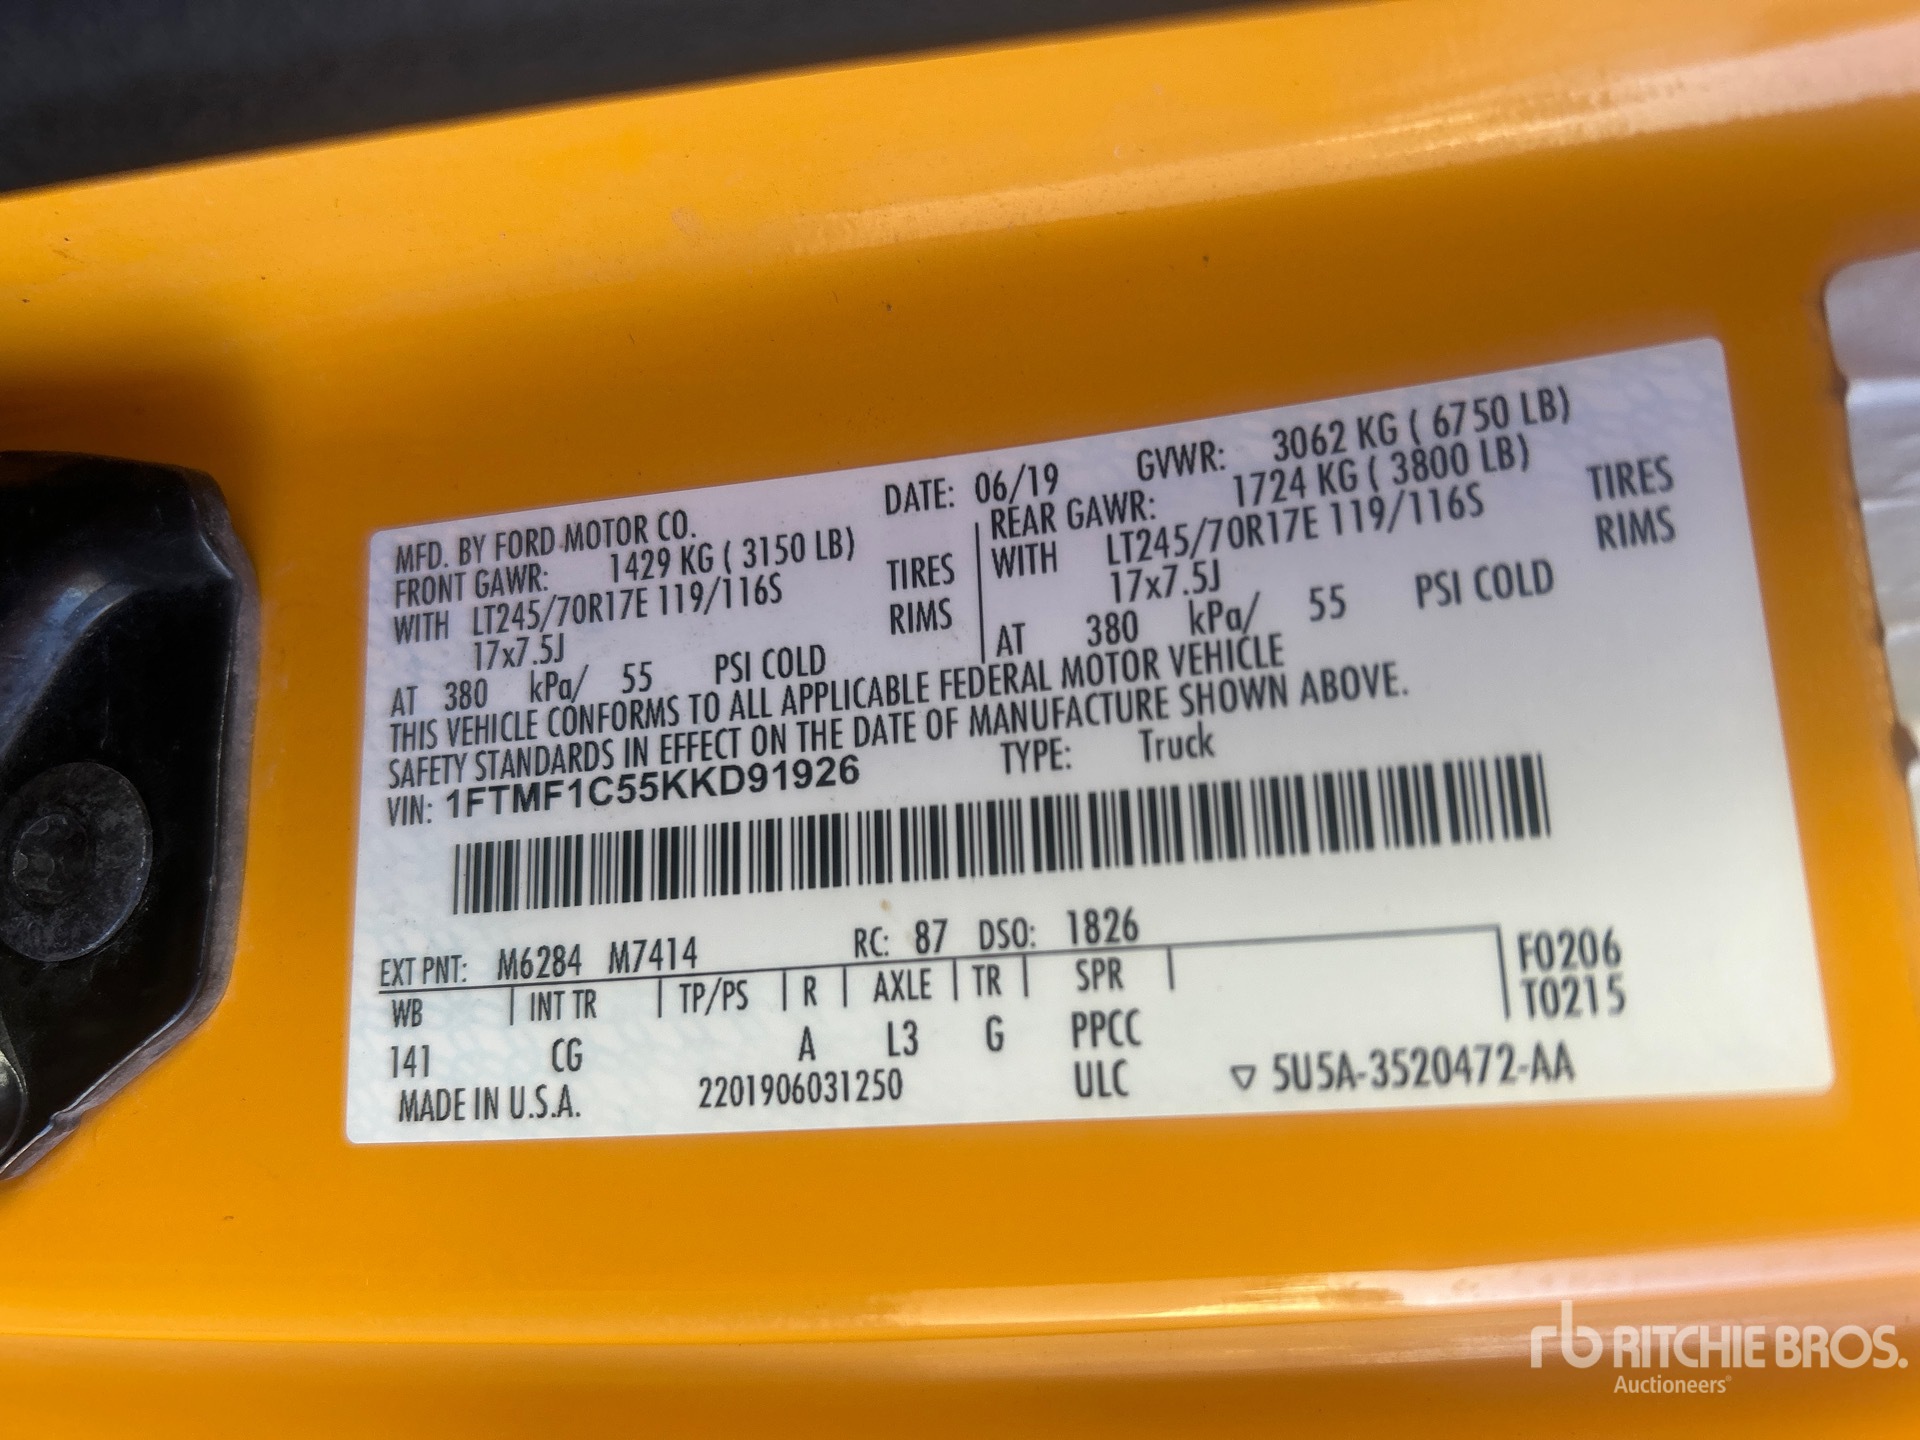 MFD. BY FORD MOTOR CO. DATE: 06/19 GVWR: 3062 KG ( 6750 LB)
FRONT GAWR: 1429 KG ( 3150 LB) REAR GAWR: 1724 KG ( 3800 LB)
WITH LT245/70R17E 119/116S TIRES WITH LT245/70R17E 119/116S TIRES
17x7.5J RIMS 17x7.5J RIMS
AT 380 kPa/ 55 PSI COLD AT 380 kPa/ 55 PSI COLD
THIS VEHICLE CONFORMS TO ALL APPLICABLE FEDERAL MOTOR VEHICLE
SAFETY STANDARDS IN EFFECT ON THE DATE OF MANUFACTURE SHOWN ABOVE.
VIN: 1FTMF1C55KKD91926 TYPE: Truck
EXT PNT: M6284 M7414 RC: 87 DSO: 1826
WB INT TR TP/PS R AXLE TR SPR F0206
T0215
141 CG A L3 G PPCC
MADE IN U.S.A. 2201906031250 ULC ▽ 5U5A-3520472-AA
rb RITCHIE BROS.
Auctioneers®